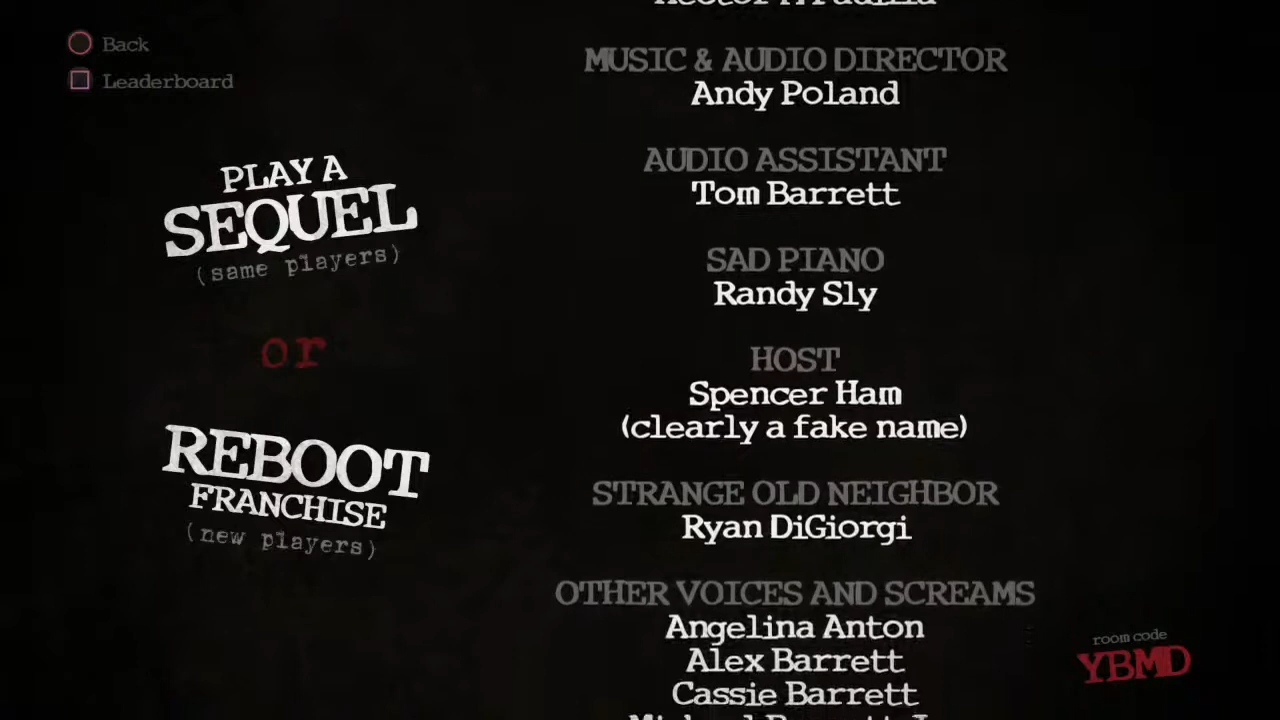 Back
Leaderboard
PLAY A
SEQUEL
(same players)
or
REBOOT
FRANCHISE
(new players)
MUSIC & AUDIO DIRECTOR
Andy Poland
AUDIO ASSISTANT
Tom Barrett
SAD PIANO
Randy Sly
HOST
Spencer Ham
(clearly a fake name)
STRANGE OLD NEIGHBOR
Ryan DiGiorgi
OTHER VOICES AND SCREAMS
Angelina Anton
Alex Barrett
Cassie Barrett
room code
YBMD